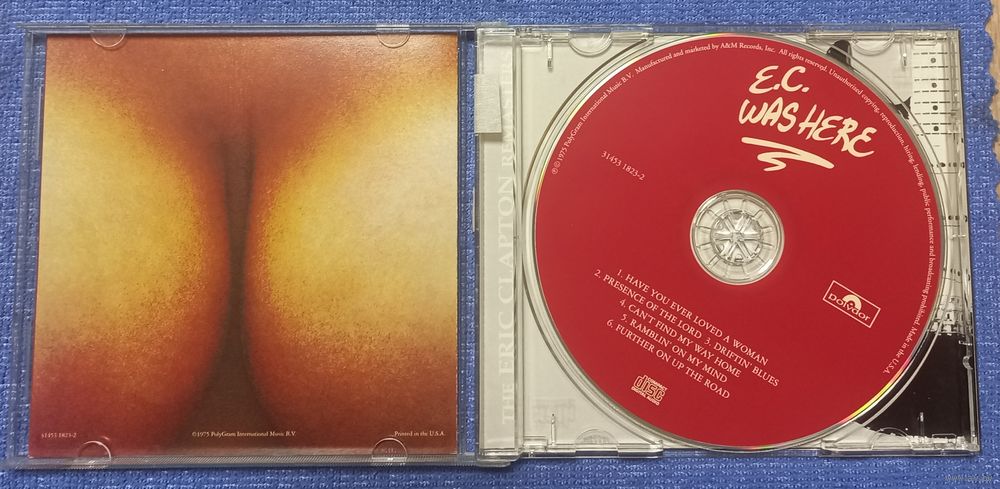 31453 1823-2
©1975 PolyGram International Music B.V.
Printed in the U.S.A.
THE ERIC CLAPTON
℗©1975 PolyGram International Music B.V. Manufactured and marketed by A&M Records, Inc. All rights reserved. Unauthorized copying, reproduction, hiring, lending, public performance and broadcasting prohibited. Made in the U.S.A.
E.C.
WAS HERE
31453 1823-2
1. HAVE YOU EVER LOVED A WOMAN
2. PRESENCE OF THE LORD 3. DRIFTIN' BLUES
4. CAN'T FIND MY WAY HOME
5. RAMBLIN' ON MY MIND
6. FURTHER ON UP THE ROAD
polydor
COMPACT
disc
DIGITAL AUDIO